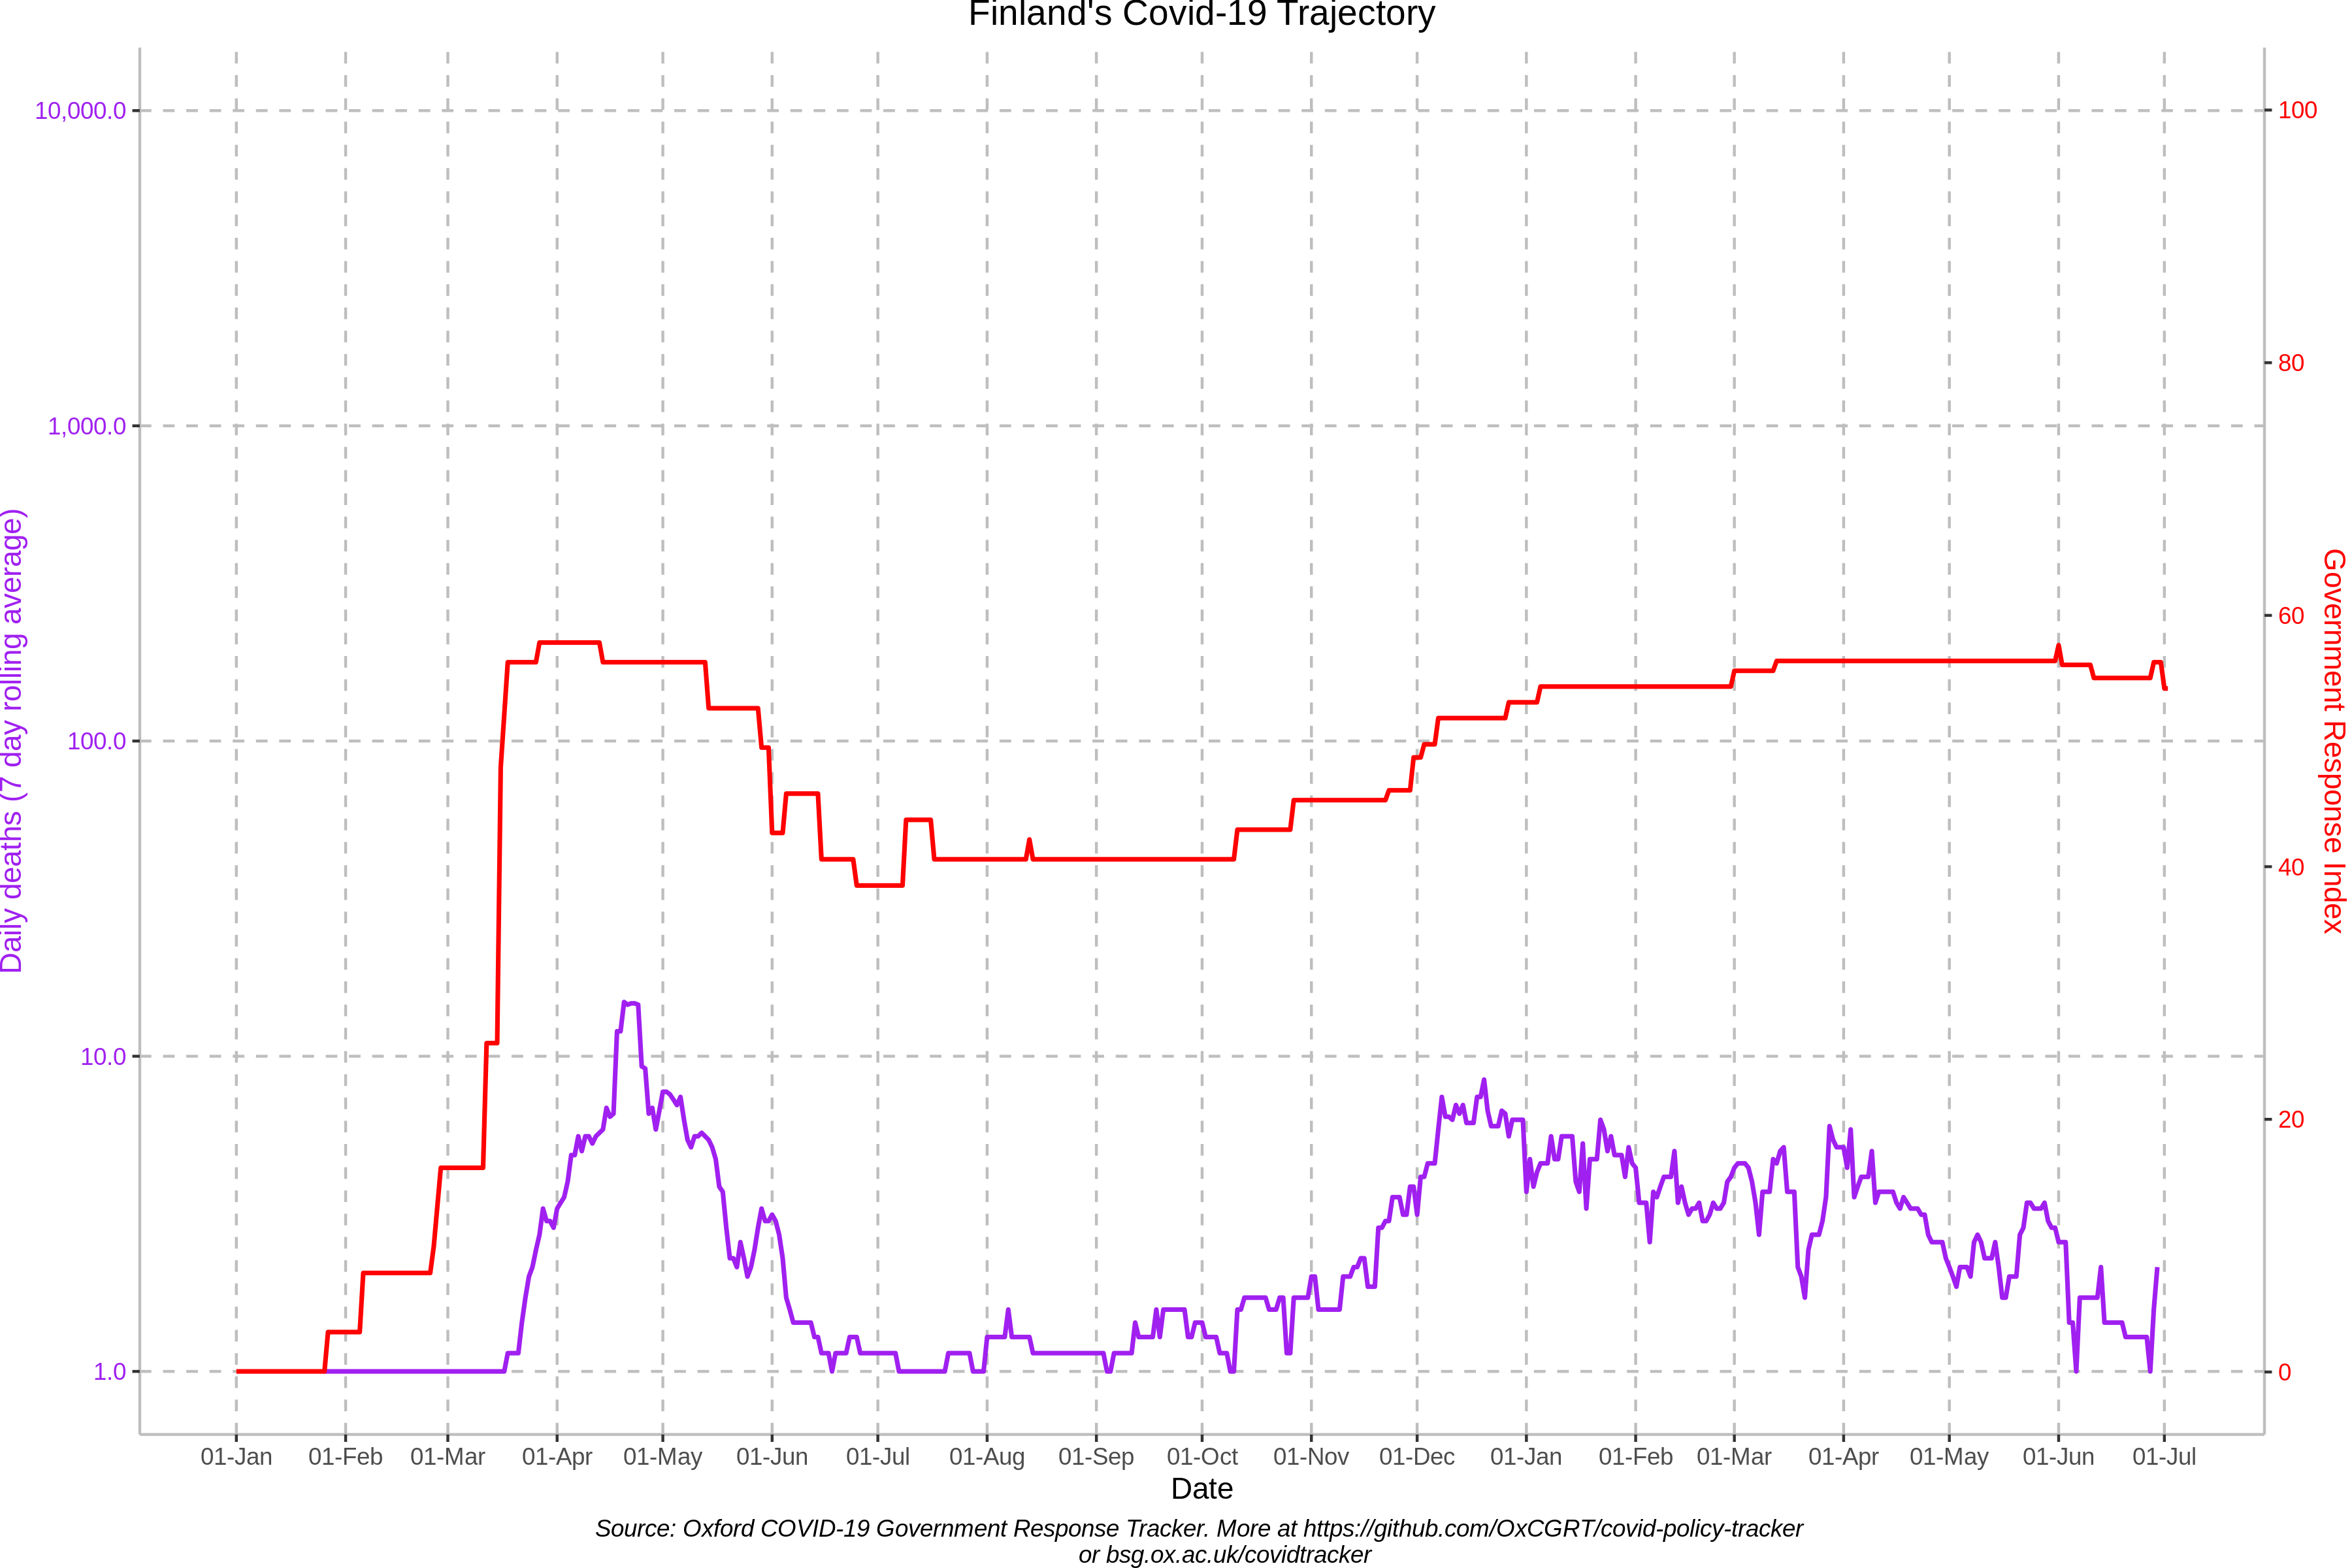 Finland's Covid-19 Trajectory
10,000.0
1,000.0
100.0
10.0
1.0
Daily deaths (7 day rolling average)
100
80
60
40
20
0
Government Response Index
01-Jan 01-Feb 01-Mar 01-Apr 01-May 01-Jun 01-Jul 01-Aug 01-Sep 01-Oct 01-Nov 01-Dec 01-Jan 01-Feb 01-Mar 01-Apr 01-May 01-Jun 01-Jul
Date
Source: Oxford COVID-19 Government Response Tracker. More at https://github.com/OxCGRT/covid-policy-tracker
or bsg.ox.ac.uk/covidtracker